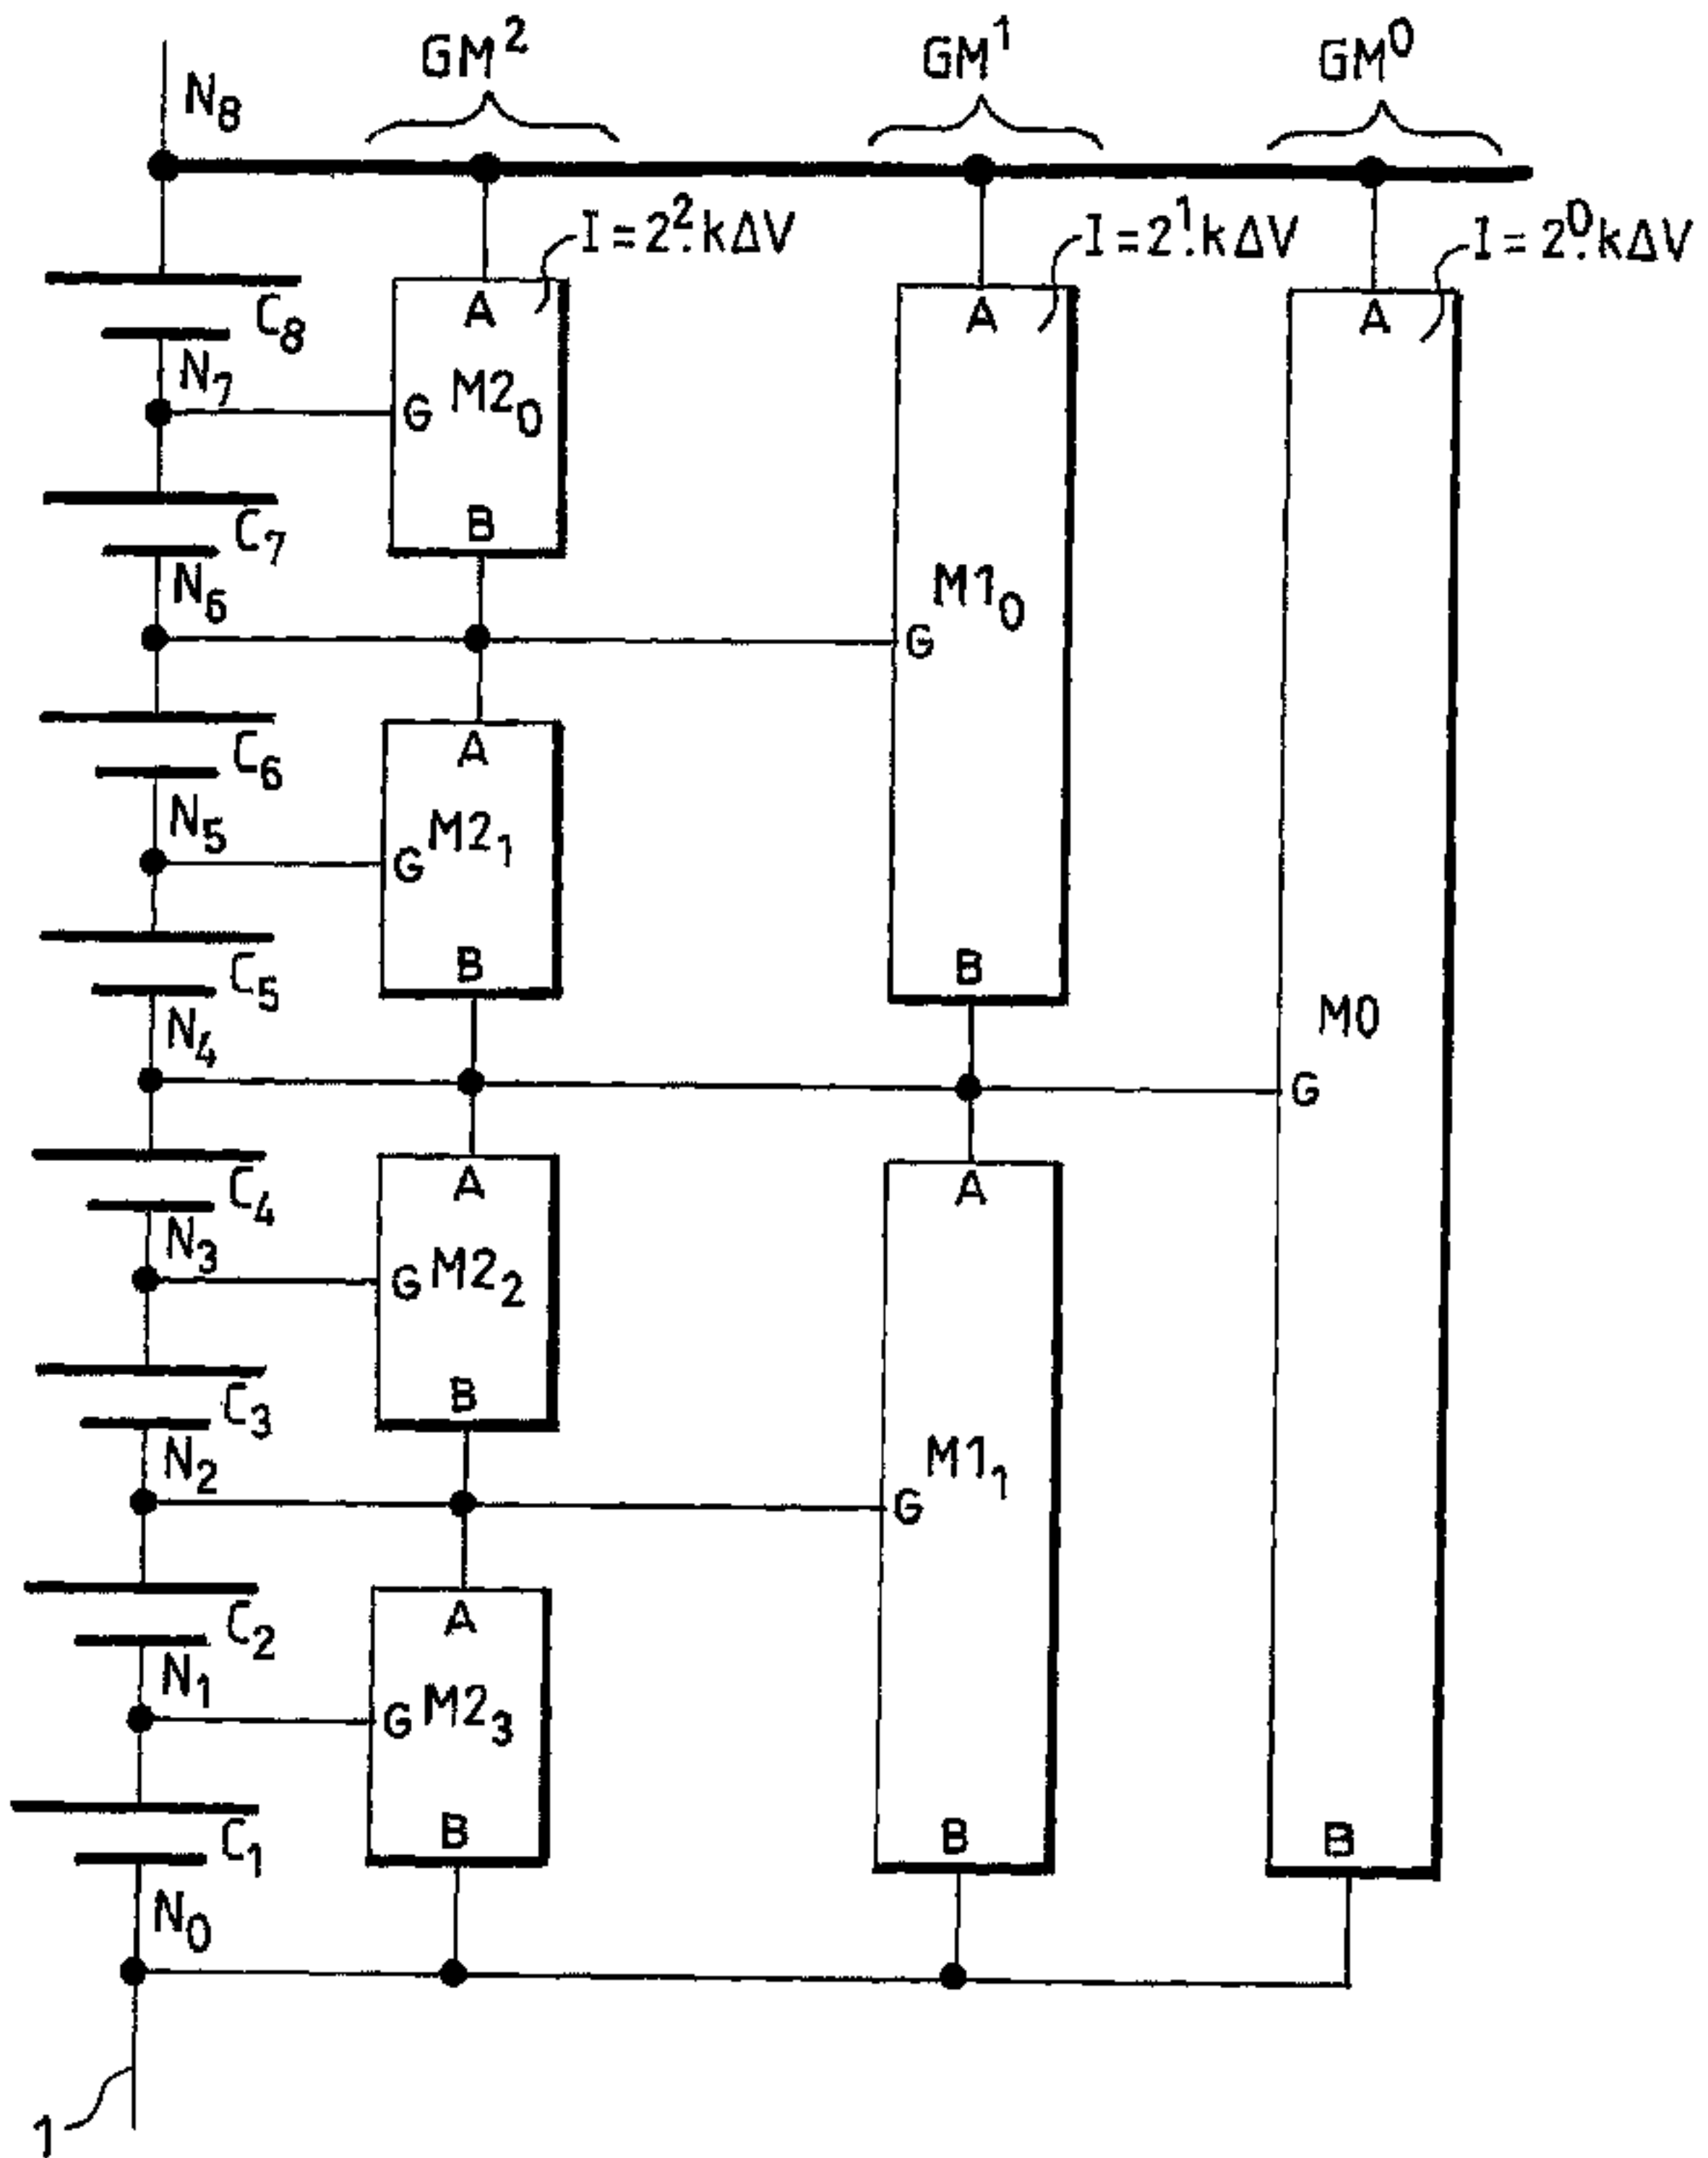 GM² GM¹ GM⁰
N₈
I=2².kΔV I=2¹.kΔV I=2⁰.kΔV
A A A
C₈
N₇
G M2₀
C₇
B
N₆
M1₀
G
A
C₆
N₅
G M2₁
B B
C₅
N₄
M0
G
A A
C₄
N₃
G M2₂
B
C₃
N₂
M1₁
G
A
C₂
N₁
G M2₃
B B B
C₁
N₀
1